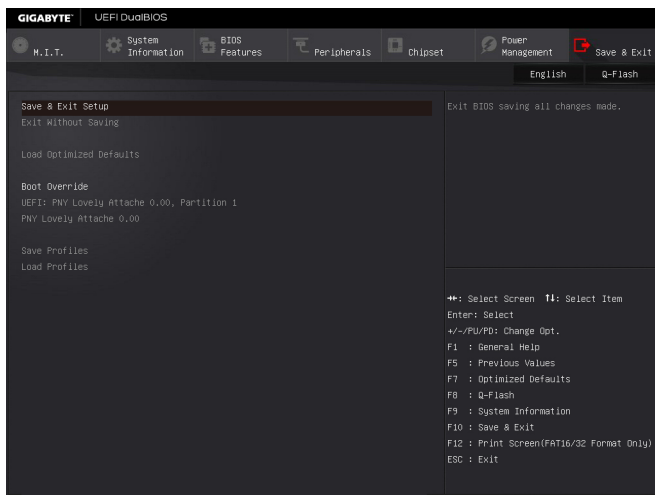 GIGABYTE™ UEFI DualBIOS
M.I.T. System Information BIOS Features Peripherals Chipset Power Management Save & Exit
English Q-Flash
Save & Exit Setup
Exit Without Saving
Load Optimized Defaults
Boot Override
UEFI: PNY Lovely Attache 0.00, Partition 1
PNY Lovely Attache 0.00
Save Profiles
Load Profiles
Exit BIOS saving all changes made.
→←: Select Screen ↑↓: Select Item
Enter: Select
+/-/PU/PD: Change Opt.
F1 : General Help
F5 : Previous Values
F7 : Optimized Defaults
F8 : Q-Flash
F9 : System Information
F10 : Save & Exit
F12 : Print Screen(FAT16/32 Format Only)
ESC : Exit